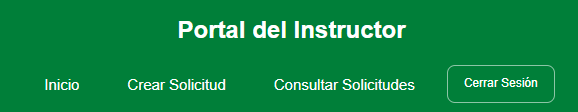 Portal del Instructor
Inicio Crear Solicitud Consultar Solicitudes Cerrar Sesión